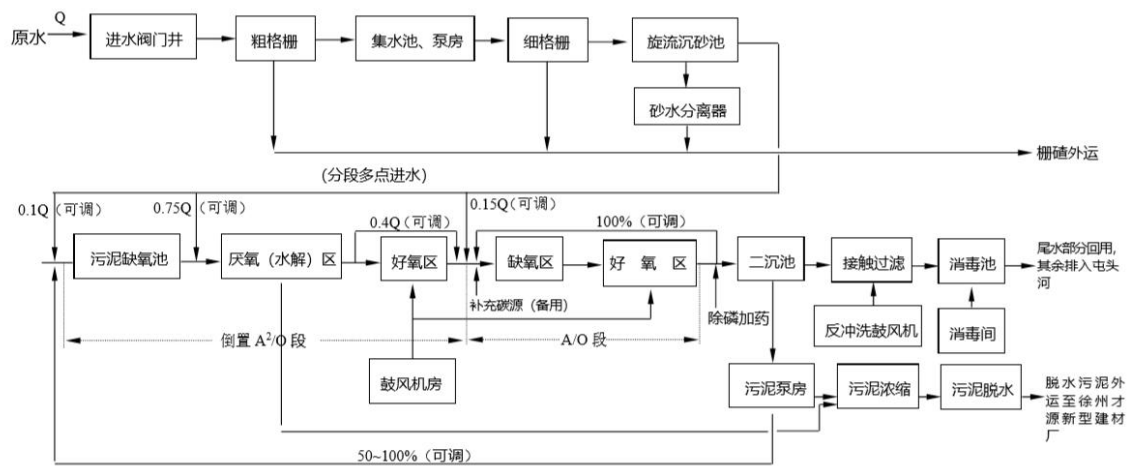 Q
原水
进水阀门井
粗格栅
集水池、泵房
细格栅
旋流沉砂池
砂水分离器
栅碴外运
(分段多点进水)
0.1Q（可调）
0.75Q（可调）
0.4Q（可调）
0.15Q（可调）
100%（可调）
污泥缺氧池
厌氧（水解）区
好氧区
缺氧区
好 氧 区
二沉池
接触过滤
消毒池
尾水部分回用，
其余排入屯头
河
补充碳源（备用）
除磷加药
反冲洗鼓风机
消毒间
倒置 A²/O 段
A/O 段
鼓风机房
污泥泵房
污泥浓缩
污泥脱水
脱水污泥外
运至徐州才
源新型建材
厂
50~100%（可调）